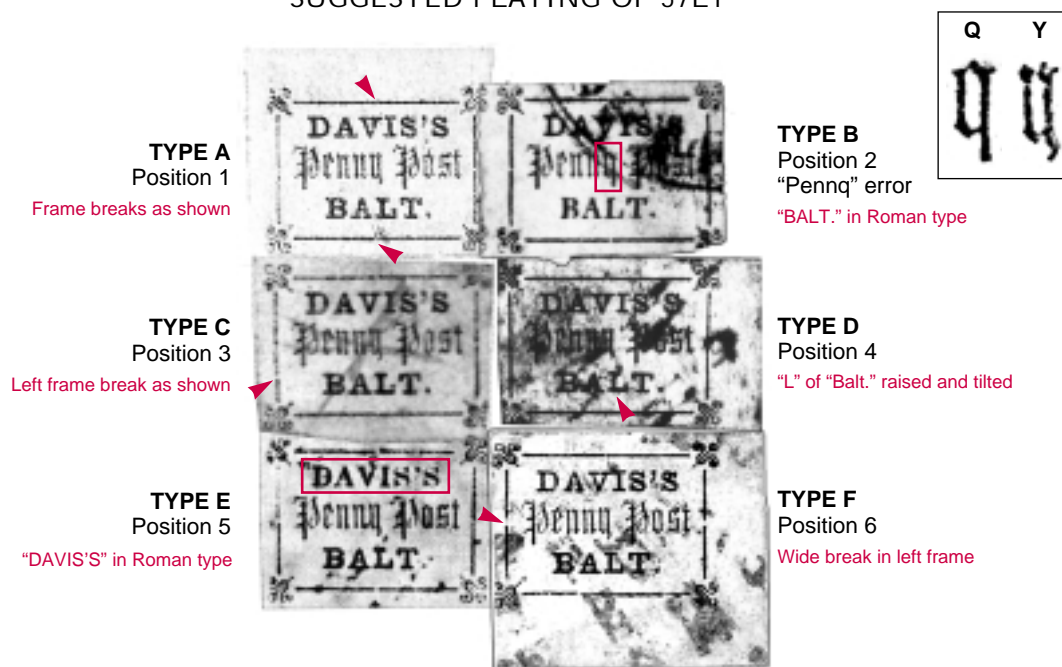 SUGGESTED PLATING OF 57L1
Q Y
q y
TYPE A
Position 1
Frame breaks as shown
DAVIS'S
Penny Post
BALT.
DAVIS'S
Pennq Post
BALT.
TYPE B
Position 2
“Pennq” error
“BALT.” in Roman type
TYPE C
Position 3
Left frame break as shown
DAVIS'S
Penny Post
BALT.
DAVIS'S
Penny Post
BALT.
TYPE D
Position 4
“L” of “Balt.” raised and tilted
TYPE E
Position 5
“DAVIS'S” in Roman type
DAVIS'S
Penny Post
BALT.
DAVIS'S
Penny Post
BALT.
TYPE F
Position 6
Wide break in left frame